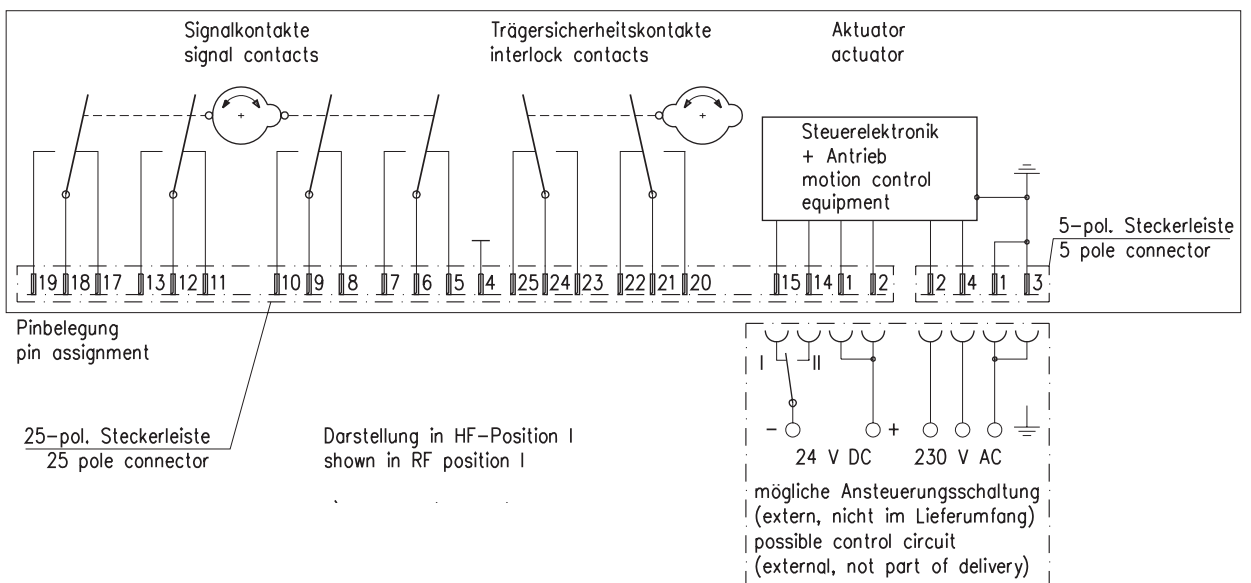 Signalkontakte
signal contacts
Trägersicherheitskontakte
interlock contacts
Aktuator
actuator
Steuerelektronik
+ Antrieb
motion control
equipment
5-pol. Steckerleiste
5 pole connector
19 18 17 13 12 11 10 9 8 7 6 5 4 25 24 23 22 21 20 15 14 1 2 2 4 1 3
Pinbelegung
pin assignment
I II
25-pol. Steckerleiste
25 pole connector
Darstellung in HF-Position I
shown in RF position I
- +
24 V DC 230 V AC
mögliche Ansteuerungsschaltung
(extern, nicht im Lieferumfang)
possible control circuit
(external, not part of delivery)